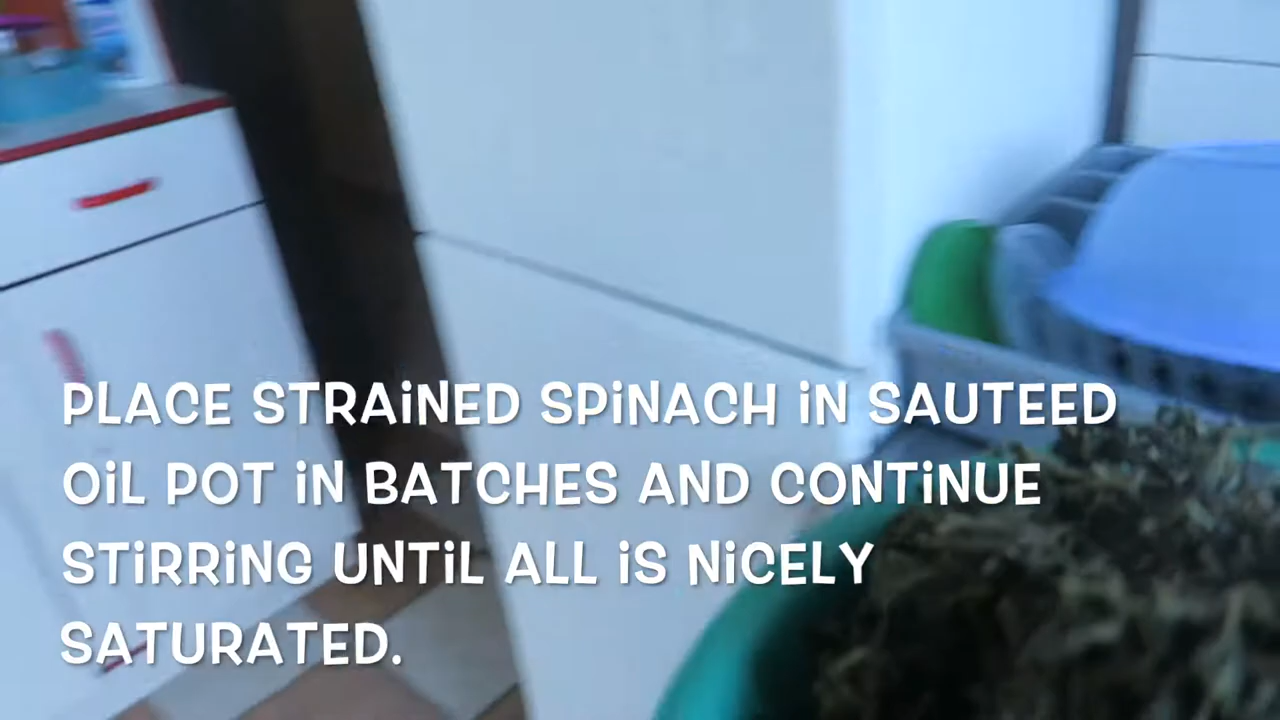 PLACE STRAiNED SPiNACH iN SAUTEED
OiL POT iN BATCHES AND CONTiNUE
STiRRiNG UNTiL ALL iS NiCELY
SATURATED.